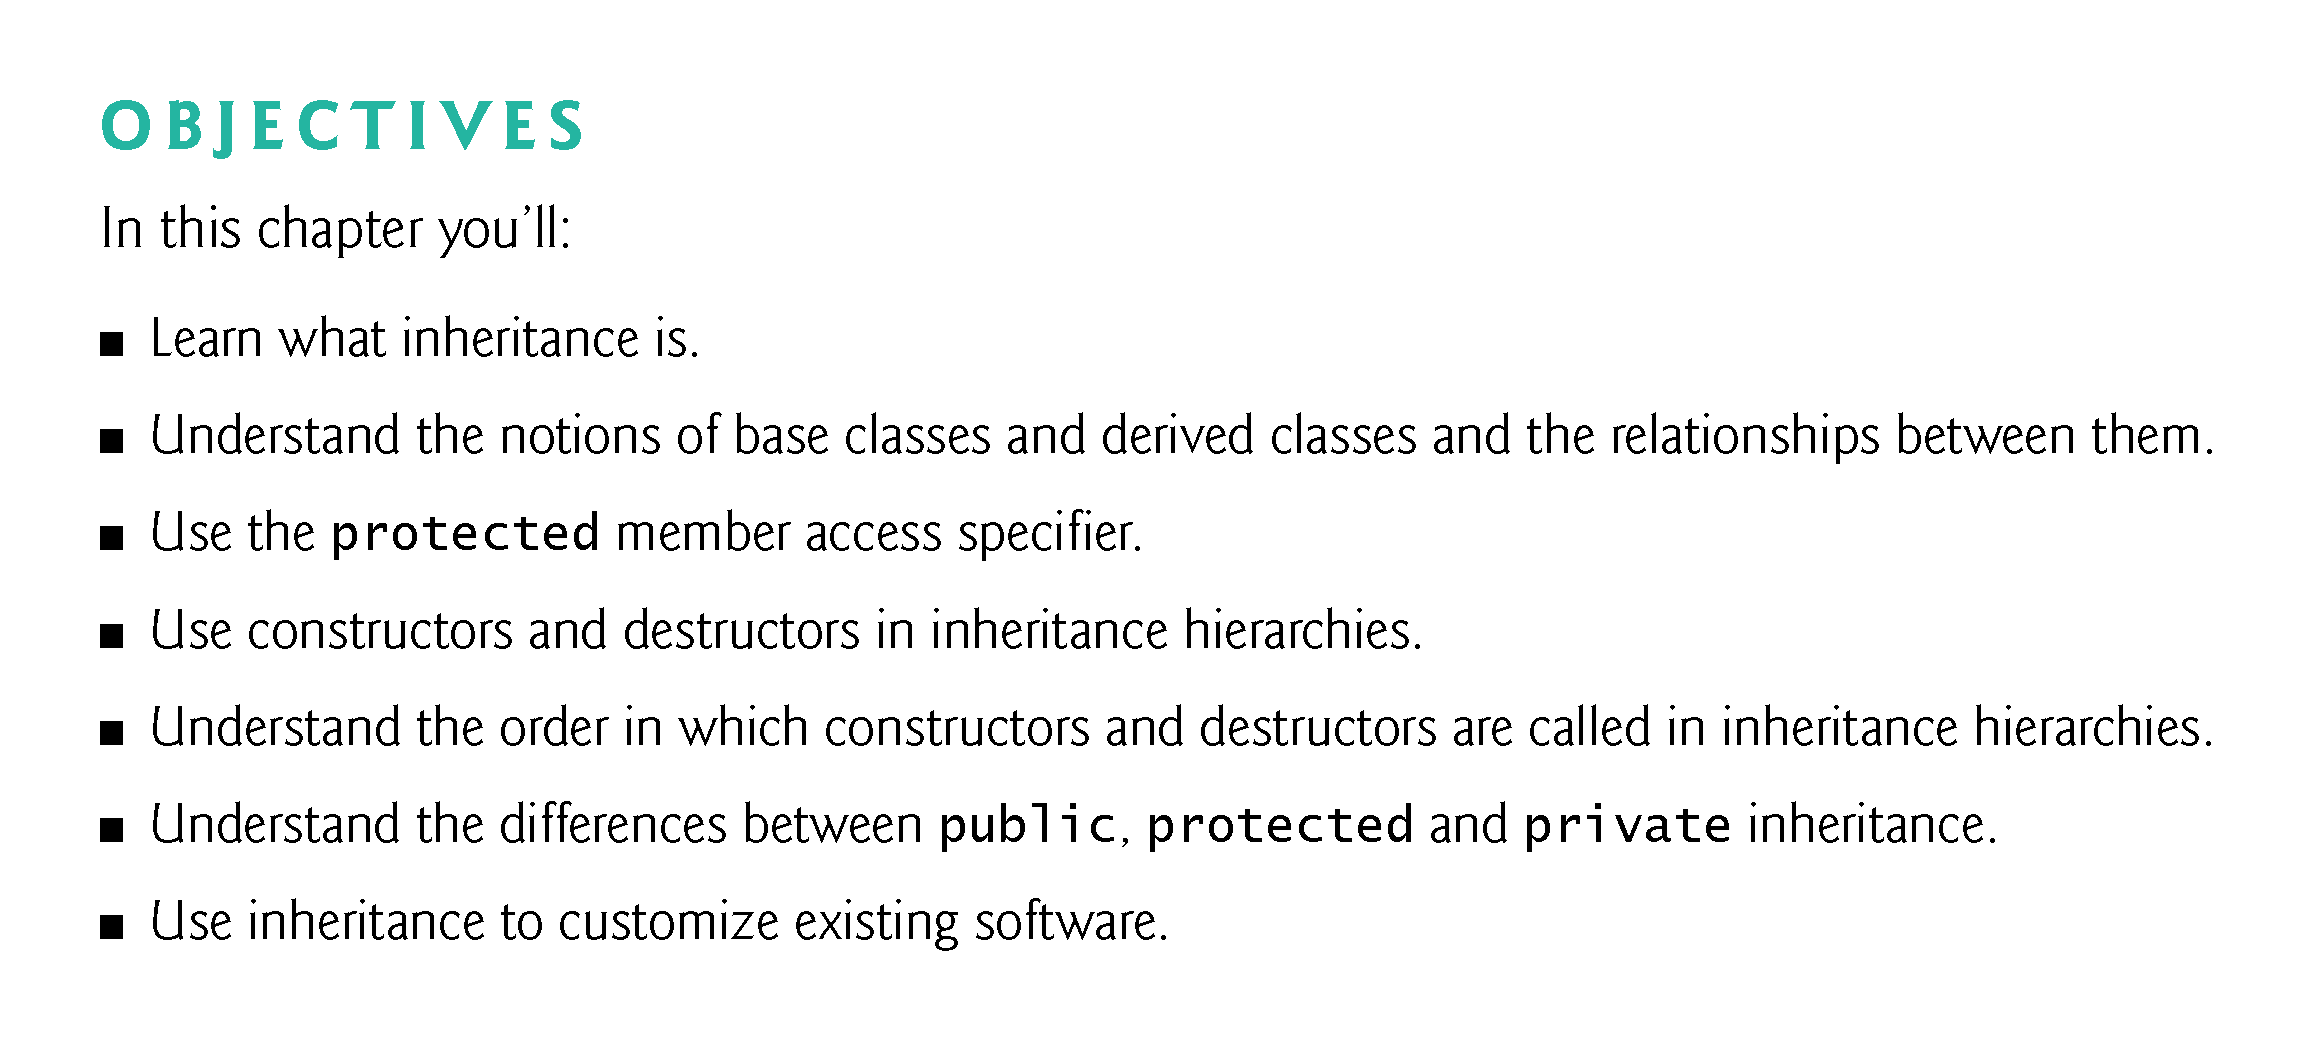 OBJECTIVES
In this chapter you’ll:
■ Learn what inheritance is.
■ Understand the notions of base classes and derived classes and the relationships between them.
■ Use the protected member access specifier.
■ Use constructors and destructors in inheritance hierarchies.
■ Understand the order in which constructors and destructors are called in inheritance hierarchies.
■ Understand the differences between public, protected and private inheritance.
■ Use inheritance to customize existing software.